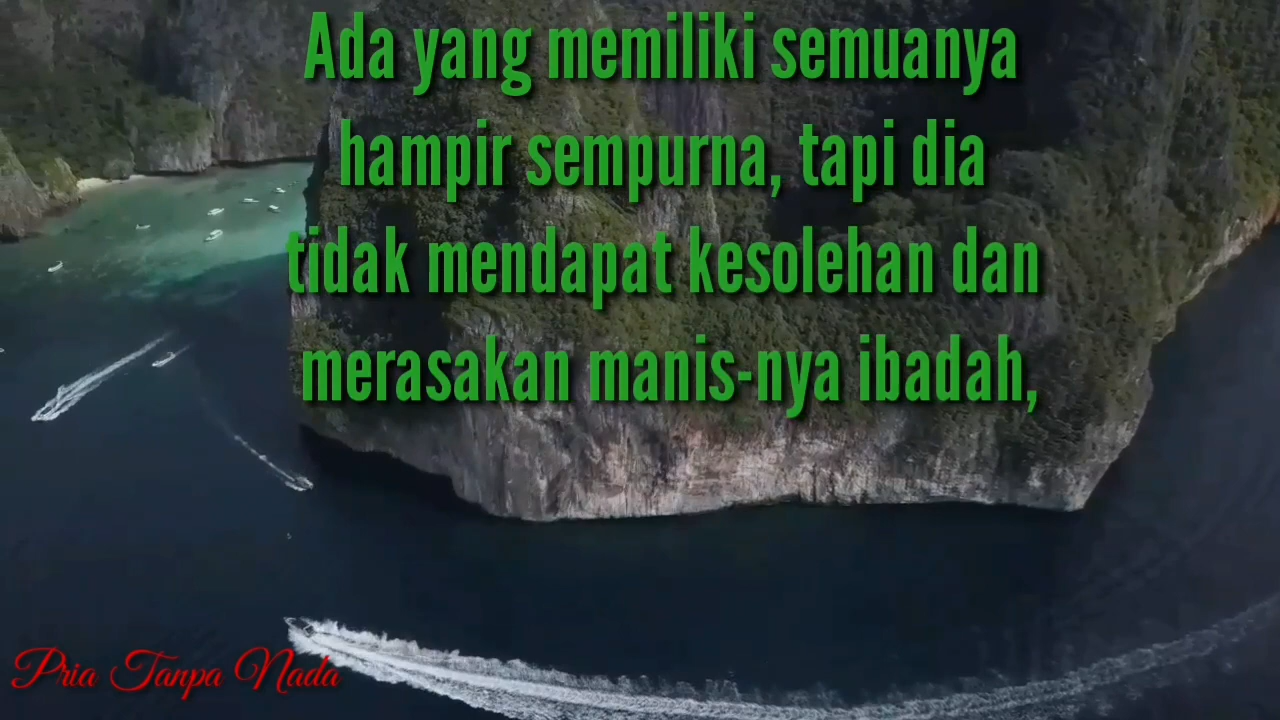 Ada yang memiliki semuanya
hampir sempurna, tapi dia
tidak mendapat kesolehan dan
merasakan manis-nya ibadah,
Pria Tanpa Nada